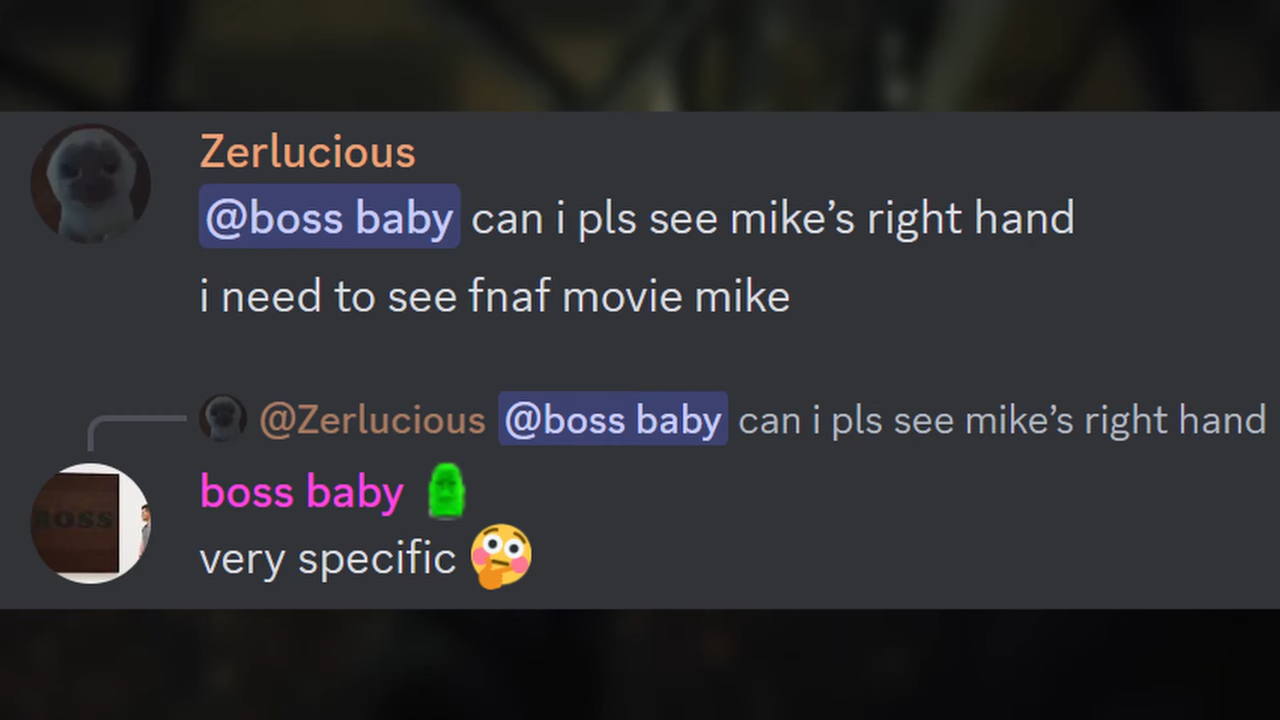 Zerlucious
@boss baby can i pls see mike’s right hand
i need to see fnaf movie mike
@Zerlucious @boss baby can i pls see mike’s right hand
boss baby
BOSS
very specific